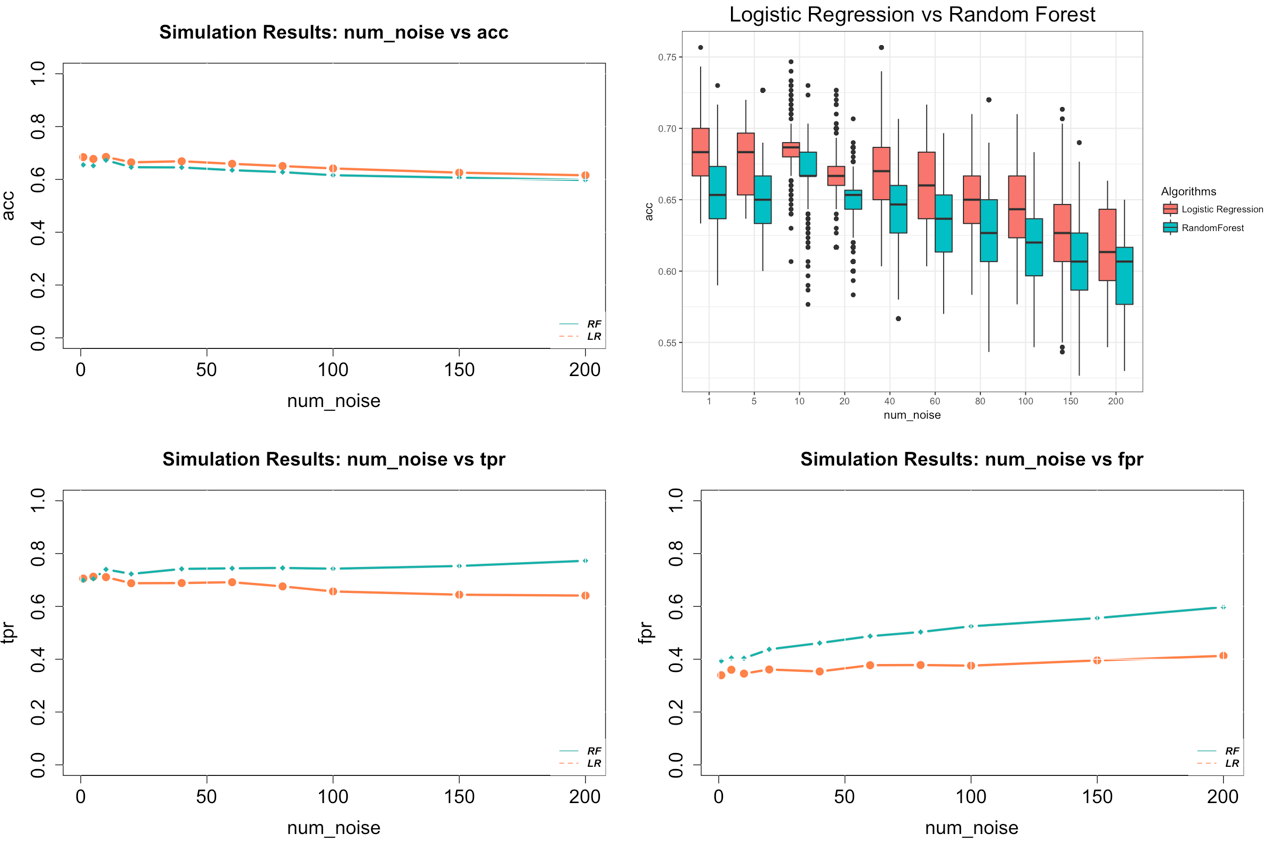 Simulation Results: num_noise vs acc
acc
1.0
0.8
0.6
0.4
0.2
0.0
RF
LR
0 50 100 150 200
num_noise
Logistic Regression vs Random Forest
acc
0.75
0.70
0.65
0.60
0.55
1 5 10 20 40 60 80 100 150 200
num_noise
Algorithms
Logistic Regression
RandomForest
Simulation Results: num_noise vs tpr
tpr
1.0
0.8
0.6
0.4
0.2
0.0
RF
LR
0 50 100 150 200
num_noise
Simulation Results: num_noise vs fpr
fpr
1.0
0.8
0.6
0.4
0.2
0.0
RF
LR
0 50 100 150 200
num_noise